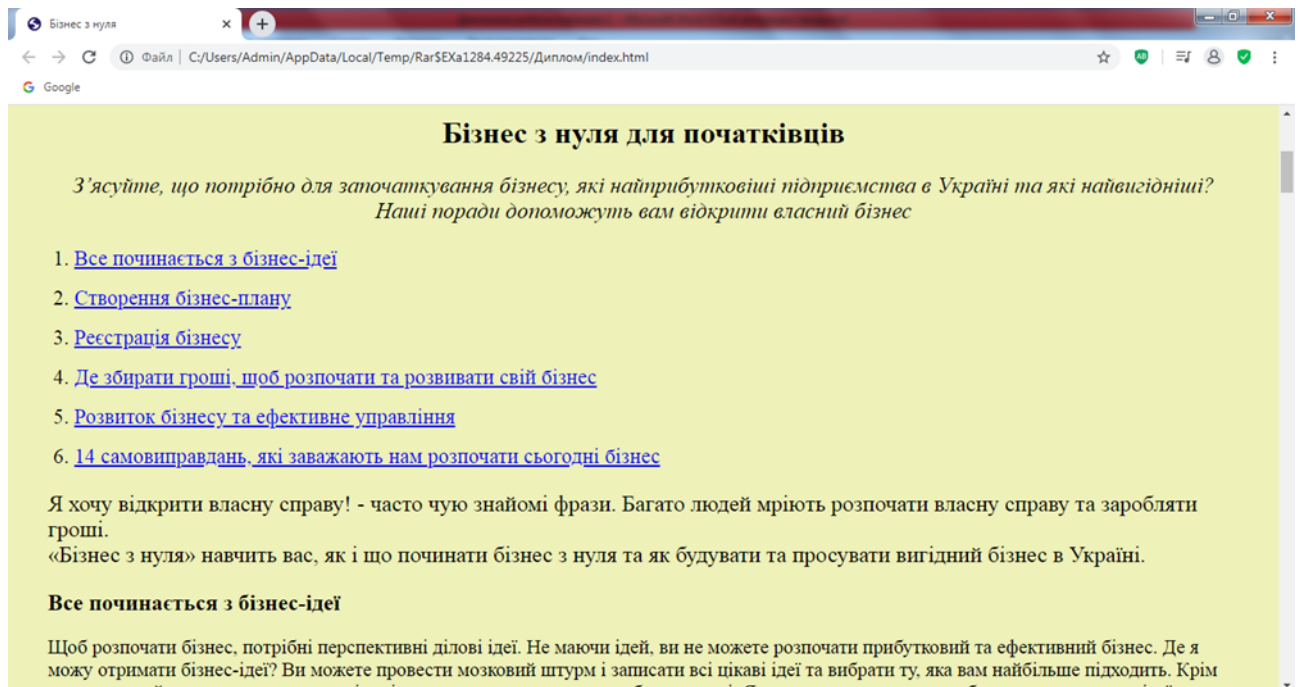 Бізнес з нуля
Файл | C:/Users/Admin/AppData/Local/Temp/Rar$EXa1284.49225/Диплом/index.html
Google
Бізнес з нуля для початківців
З’ясуйте, що потрібно для започаткування бізнесу, які найприбутковіші підприємства в Україні та які найвигідніші?
Наші поради допоможуть вам відкрити власний бізнес
1. Все починається з бізнес-ідеї
2. Створення бізнес-плану
3. Реєстрація бізнесу
4. Де збирати гроші, щоб розпочати та розвивати свій бізнес
5. Розвиток бізнесу та ефективне управління
6. 14 самовиправдань, які заважають нам розпочати сьогодні бізнес
Я хочу відкрити власну справу! - часто чую знайомі фрази. Багато людей мріють розпочати власну справу та заробляти
гроші.
«Бізнес з нуля» навчить вас, як і що починати бізнес з нуля та як будувати та просувати вигідний бізнес в Україні.
Все починається з бізнес-ідеї
Щоб розпочати бізнес, потрібні перспективні ділові ідеї. Не маючи ідей, ви не можете розпочати прибутковий та ефективний бізнес. Де я
можу отримати бізнес-ідеї? Ви можете провести мозковий штурм і записати всі цікаві ідеї та вибрати ту, яка вам найбільше підходить. Крім